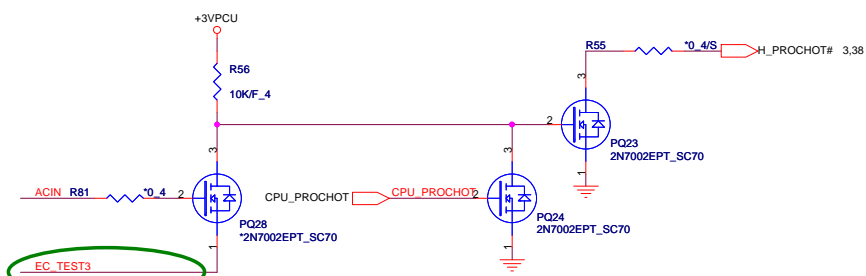 +3VPCU
R56
10K/F_4
R55
*0_4/S
H_PROCHOT# 3,38
3
2
PQ23
2N7002EPT_SC70
1
3
ACIN R81
*0_4
2
PQ28
*2N7002EPT_SC70
1
CPU_PROCHOT
CPU_PROCHOT
3
2
PQ24
2N7002EPT_SC70
1
EC_TEST3